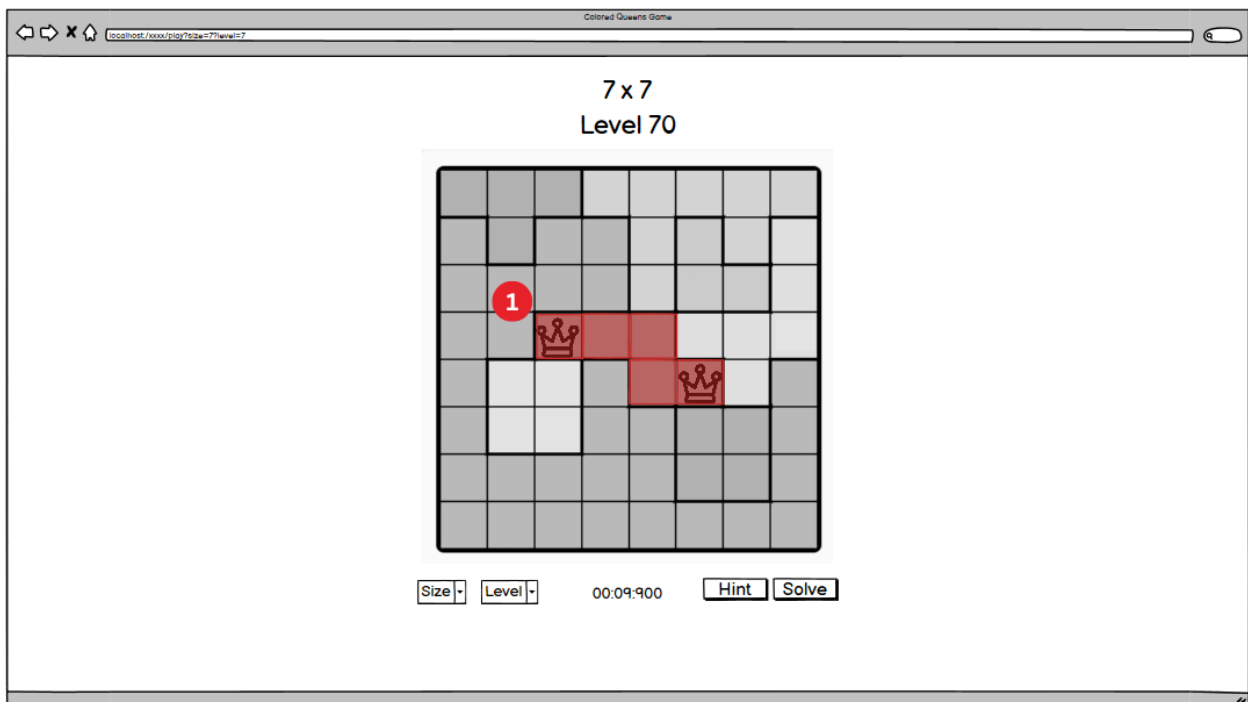 Colored Queens Game
localhost:/xxxx/play?size=7?level=7
7 x 7
Level 70
1
Size
Level
00:09:900
Hint
Solve